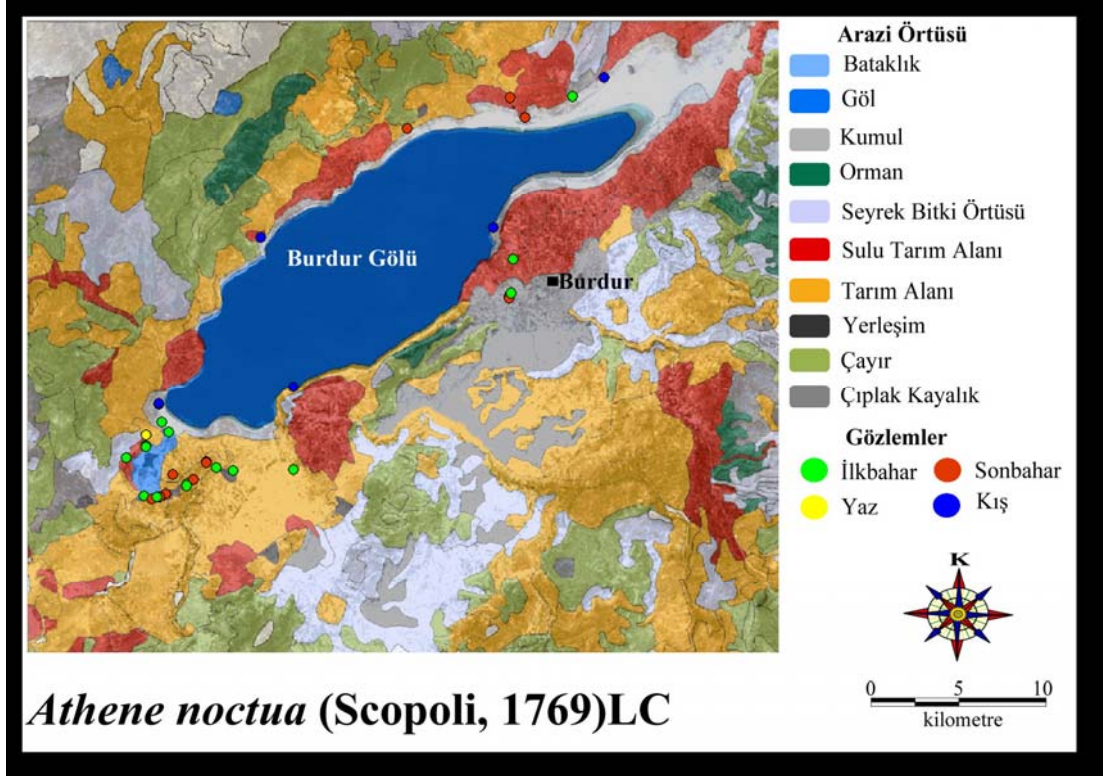 Arazi Örtüsü
Bataklık
Göl
Kumul
Orman
Seyrek Bitki Örtüsü
Sulu Tarım Alanı
Tarım Alanı
Yerleşim
Çayır
Çıplak Kayalık
Gözlemler
İlkbahar
Sonbahar
Yaz
Kış
Burdur Gölü
Burdur
K
0 5 10
kilometre
Athene noctua (Scopoli, 1769)LC